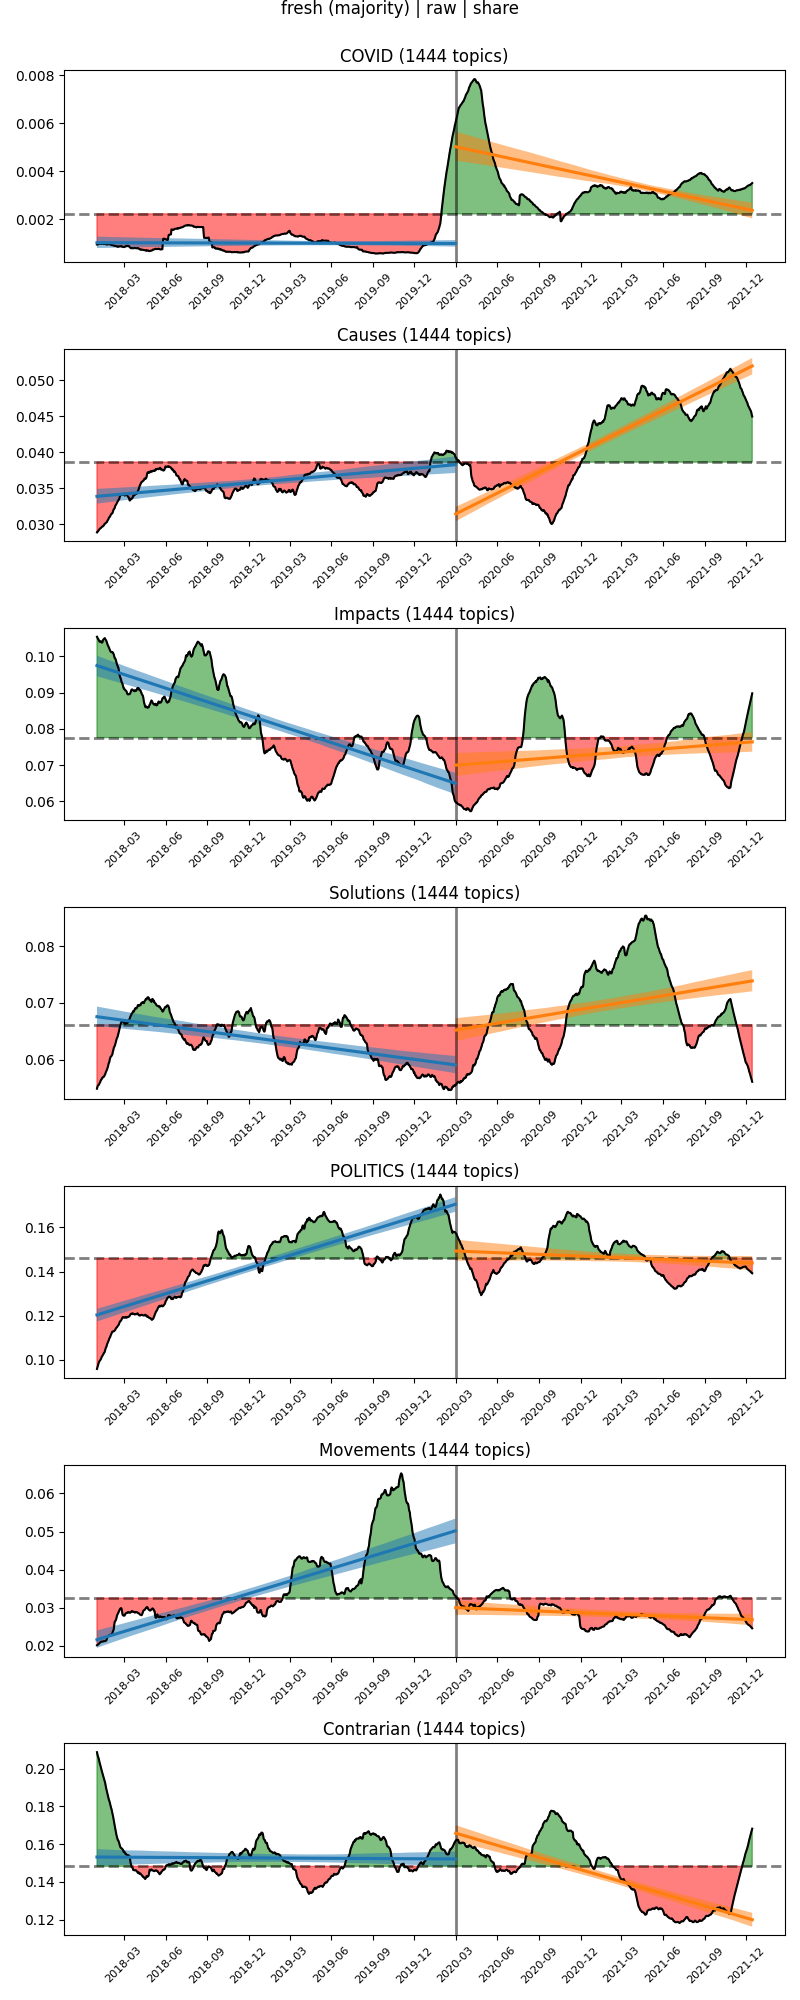 fresh (majority) | raw | share
COVID (1444 topics)
0.008
0.006
0.004
0.002
2018-03 2018-06 2018-09 2018-12 2019-03 2019-06 2019-09 2019-12 2020-03 2020-06 2020-09 2020-12 2021-03 2021-06 2021-09 2021-12
Causes (1444 topics)
0.050
0.045
0.040
0.035
0.030
2018-03 2018-06 2018-09 2018-12 2019-03 2019-06 2019-09 2019-12 2020-03 2020-06 2020-09 2020-12 2021-03 2021-06 2021-09 2021-12
Impacts (1444 topics)
0.10
0.09
0.08
0.07
0.06
2018-03 2018-06 2018-09 2018-12 2019-03 2019-06 2019-09 2019-12 2020-03 2020-06 2020-09 2020-12 2021-03 2021-06 2021-09 2021-12
Solutions (1444 topics)
0.08
0.07
0.06
2018-03 2018-06 2018-09 2018-12 2019-03 2019-06 2019-09 2019-12 2020-03 2020-06 2020-09 2020-12 2021-03 2021-06 2021-09 2021-12
POLITICS (1444 topics)
0.16
0.14
0.12
0.10
2018-03 2018-06 2018-09 2018-12 2019-03 2019-06 2019-09 2019-12 2020-03 2020-06 2020-09 2020-12 2021-03 2021-06 2021-09 2021-12
Movements (1444 topics)
0.06
0.05
0.04
0.03
0.02
2018-03 2018-06 2018-09 2018-12 2019-03 2019-06 2019-09 2019-12 2020-03 2020-06 2020-09 2020-12 2021-03 2021-06 2021-09 2021-12
Contrarian (1444 topics)
0.20
0.18
0.16
0.14
0.12
2018-03 2018-06 2018-09 2018-12 2019-03 2019-06 2019-09 2019-12 2020-03 2020-06 2020-09 2020-12 2021-03 2021-06 2021-09 2021-12